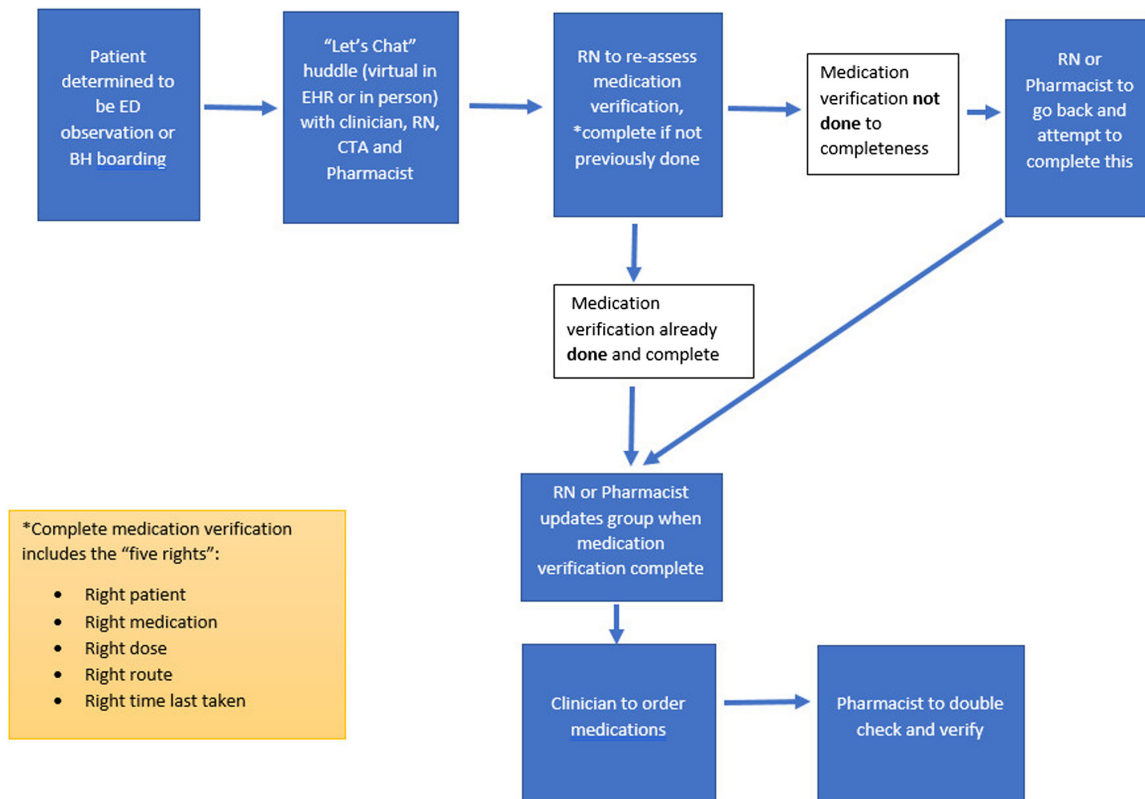 Patient
determined to
be ED
observation or
BH boarding
“Let’s Chat”
huddle (virtual in
EHR or in person)
with clinician, RN,
CTA and
Pharmacist
RN to re-assess
medication
verification,
*complete if not
previously done
Medication
verification not
done to
completeness
RN or
Pharmacist to
go back and
attempt to
complete this
Medication
verification already
done and complete
RN or Pharmacist
updates group when
medication
verification complete
*Complete medication verification
includes the “five rights”:
• Right patient
• Right medication
• Right dose
• Right route
• Right time last taken
Clinician to order
medications
Pharmacist to double
check and verify